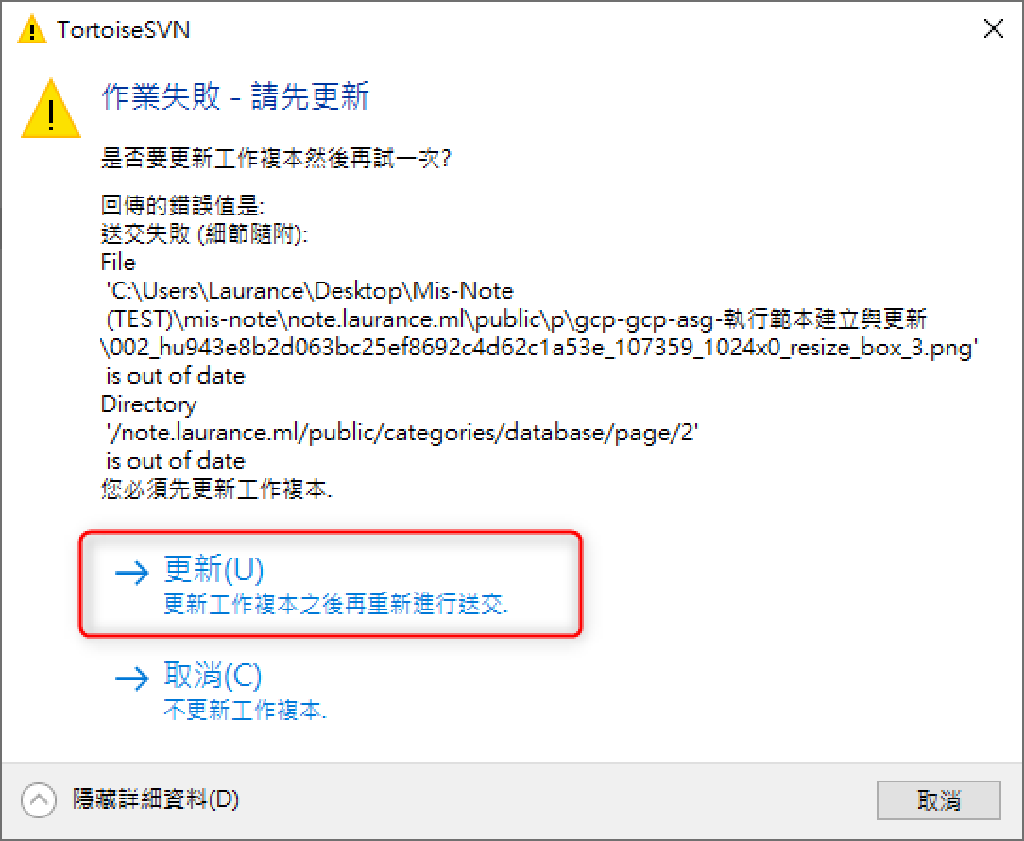 TortoiseSVN
作業失敗 - 請先更新
是否要更新工作複本然後再試一次?
回傳的錯誤值是:
送交失敗 (細節隨附):
File
'C:\Users\Laurance\Desktop\Mis-Note
(TEST)\mis-note\note.laurance.ml\public\p\gcp-gcp-asg-執行範本建立與更新
\002_hu943e8b2d063bc25ef8692c4d62c1a53e_107359_1024x0_resize_box_3.png'
is out of date
Directory
'/note.laurance.ml/public/categories/database/page/2'
is out of date
您必須先更新工作複本.
更新(U)
更新工作複本之後再重新進行送交.
取消(C)
不更新工作複本.
隱藏詳細資料(D)
取消